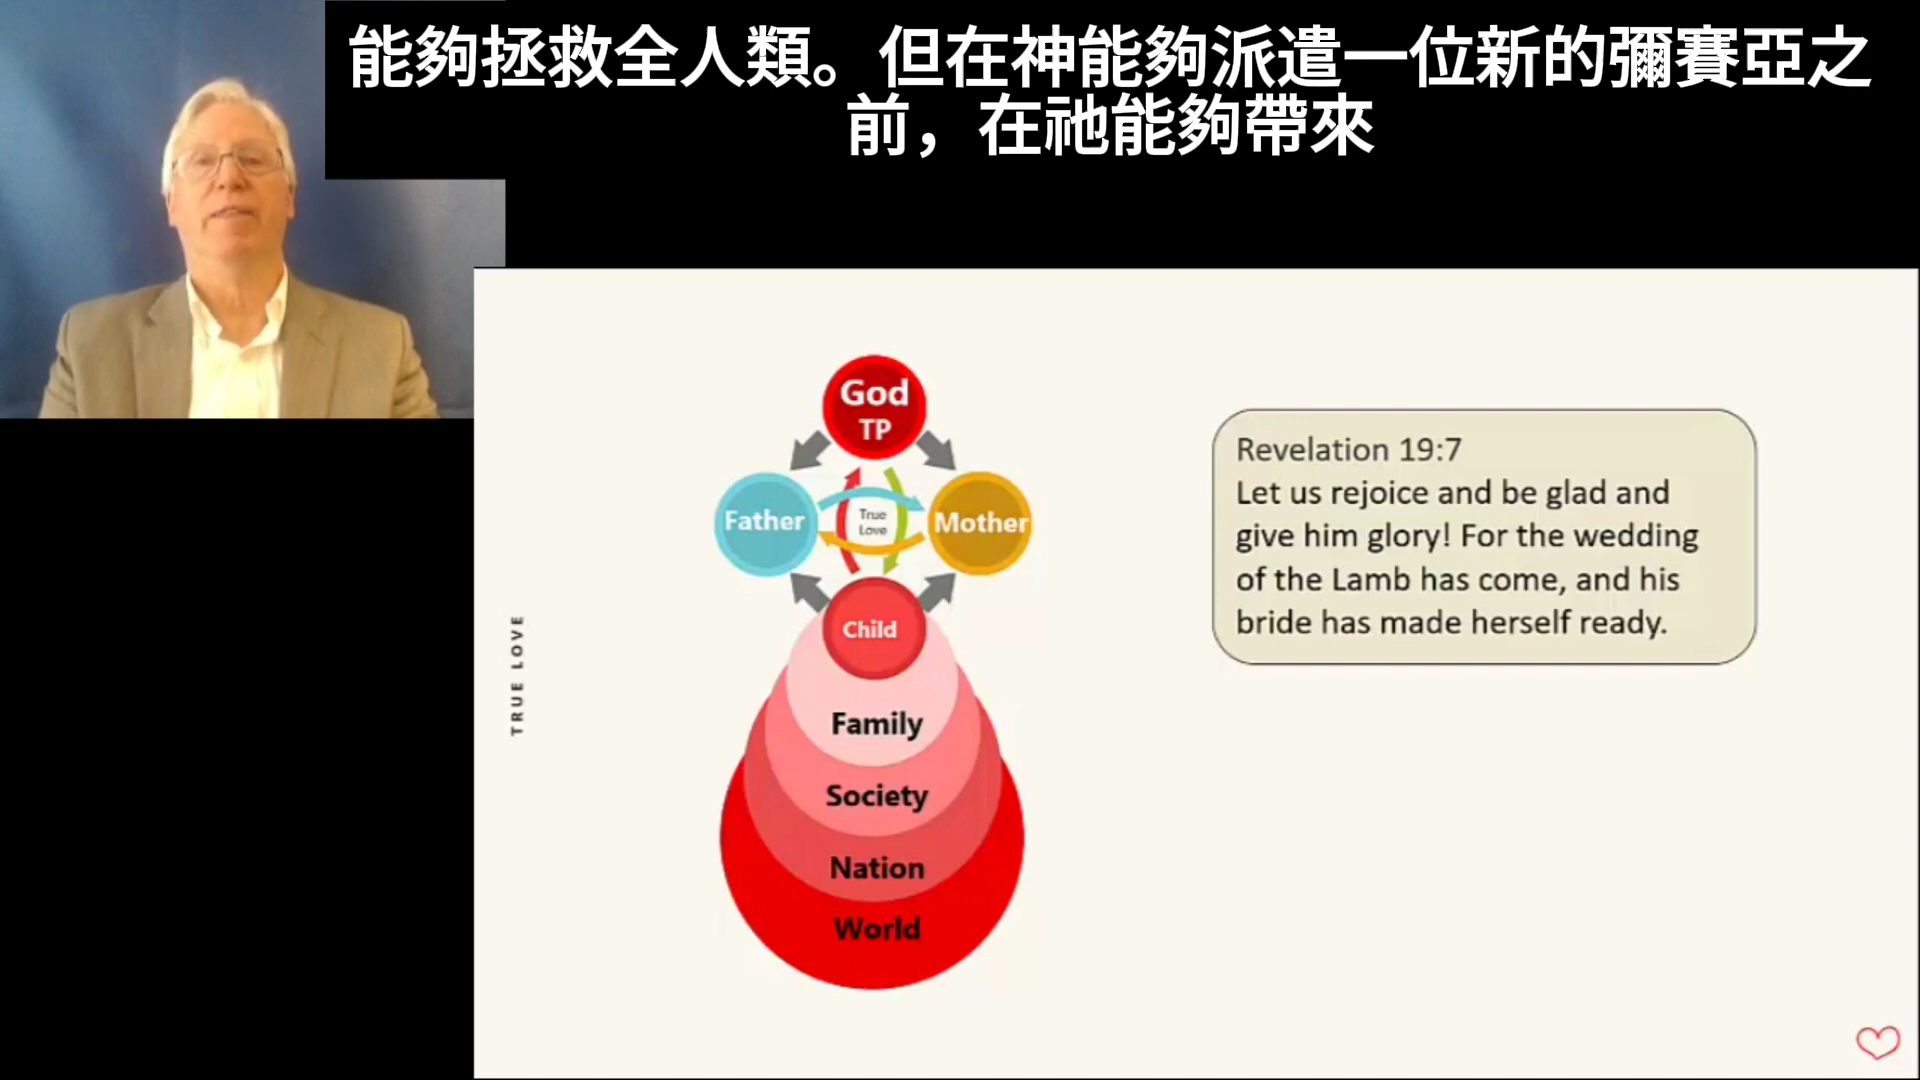 能夠拯救全人類。但在神能夠派遣一位新的彌賽亞之
前，在祂能夠帶來
God
TP
Father
True
Love
Mother
Child
Family
Society
Nation
World
TRUE LOVE
Revelation 19:7
Let us rejoice and be glad and
give him glory! For the wedding
of the Lamb has come, and his
bride has made herself ready.